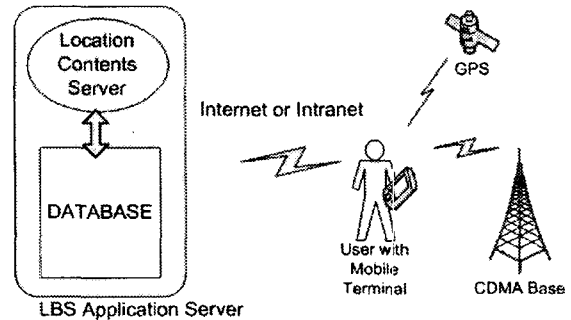 Location
Contents
Server
DATABASE
LBS Application Server
Internet or Intranet
GPS
User with
Mobile
Terminal
CDMA Base